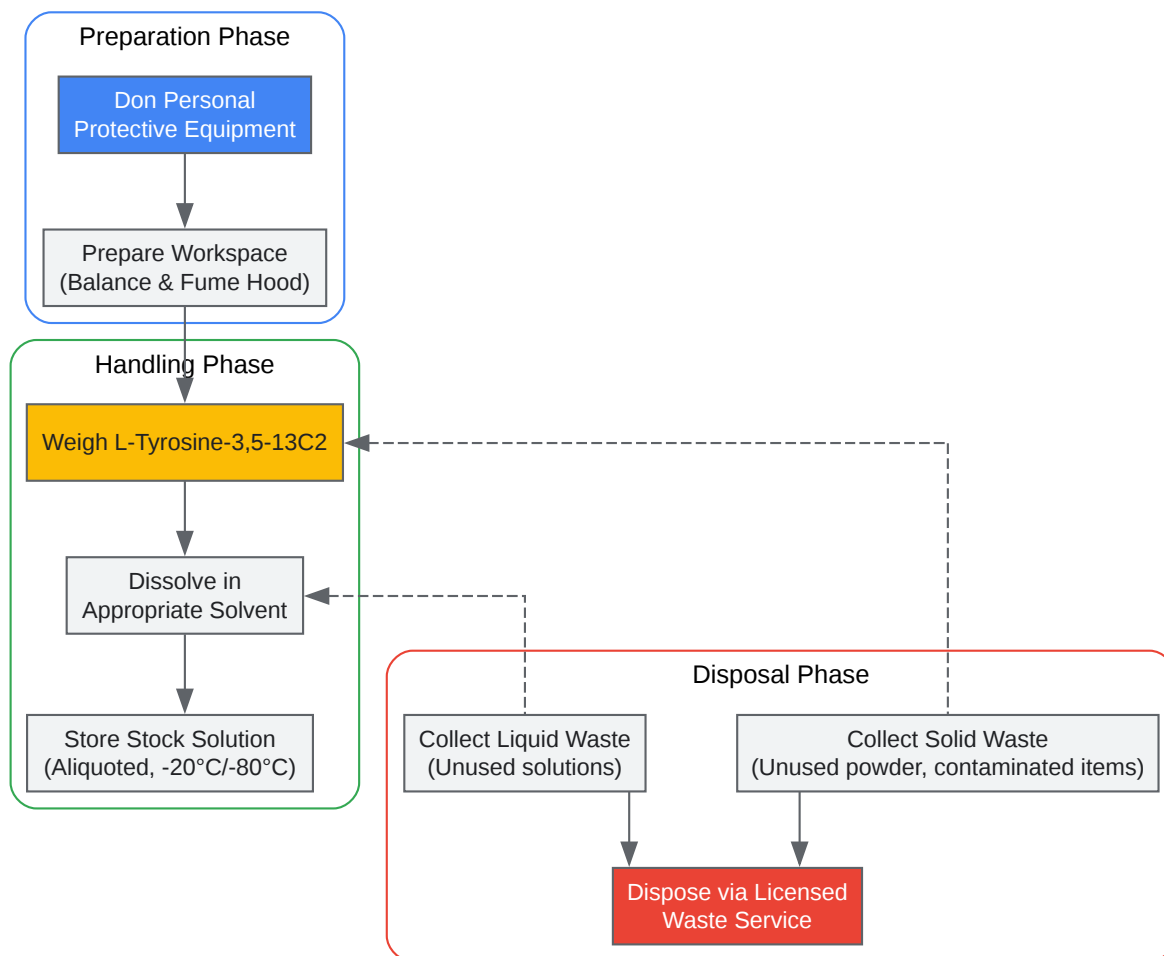 Preparation Phase
Don Personal
Protective Equipment
Prepare Workspace
(Balance & Fume Hood)
Handling Phase
Weigh L-Tyrosine-3,5-13C2
Dissolve in
Appropriate Solvent
Store Stock Solution
(Aliquoted, -20°C/-80°C)
Disposal Phase
Collect Liquid Waste
(Unused solutions)
Collect Solid Waste
(Unused powder, contaminated items)
Dispose via Licensed
Waste Service